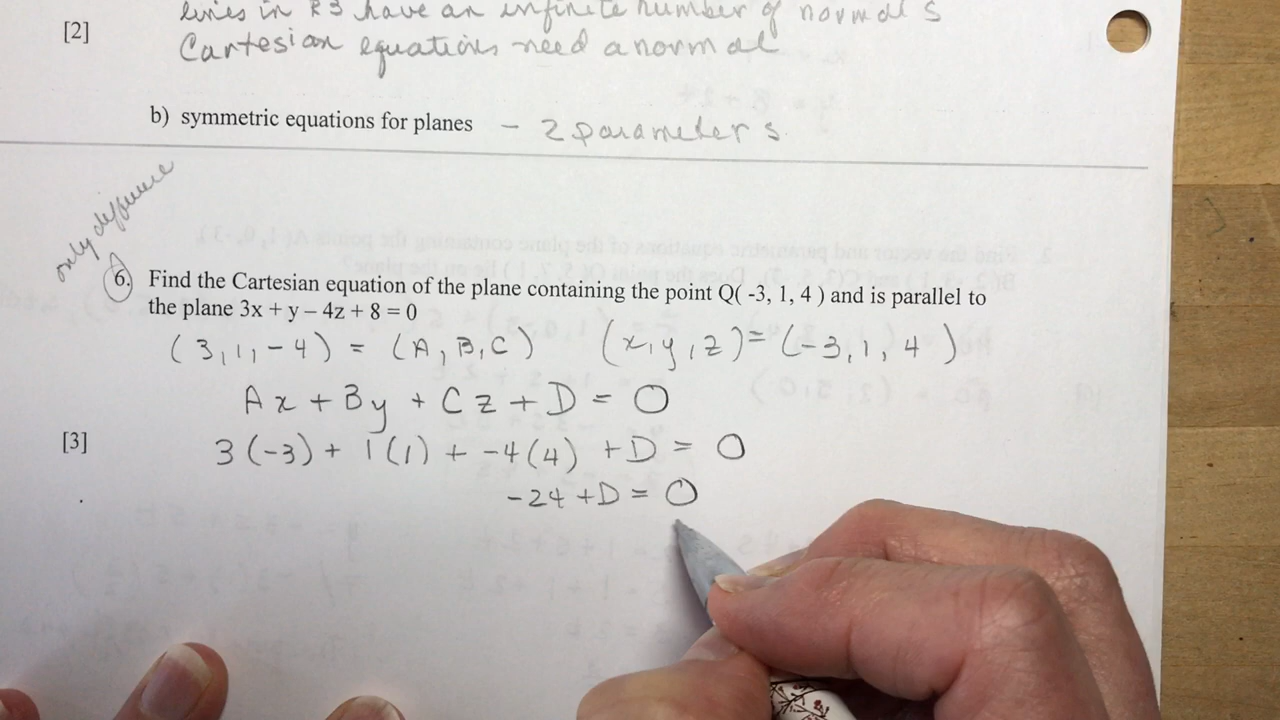 lines in R3 have an infinite number of normals
[2]
Cartesian equations need a normal
b) symmetric equations for planes - 2 parameters.
only difference
6. Find the Cartesian equation of the plane containing the point Q( -3, 1, 4 ) and is parallel to
the plane 3x + y – 4z + 8 = 0
(3,1,-4) = (A,B,C) (x,y,z)=(-3,1,4)
Ax + By + Cz + D = 0
[3]
3(-3) + 1(1) + -4(4) + D = 0
-24 + D = 0